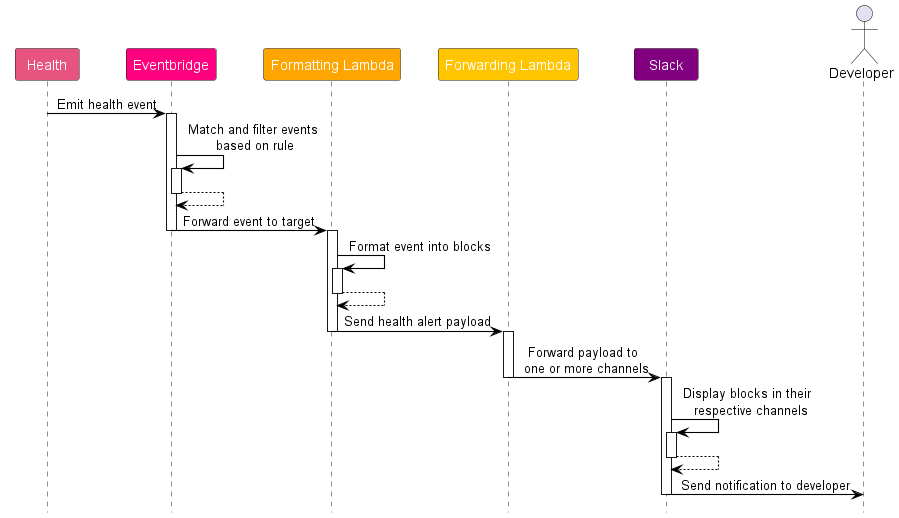 Health
Eventbridge
Formatting Lambda
Forwarding Lambda
Slack
Developer
Emit health event
Match and filter events
based on rule
Forward event to target
Format event into blocks
Send health alert payload
Forward payload to
one or more channels
Display blocks in their
respective channels
Send notification to developer